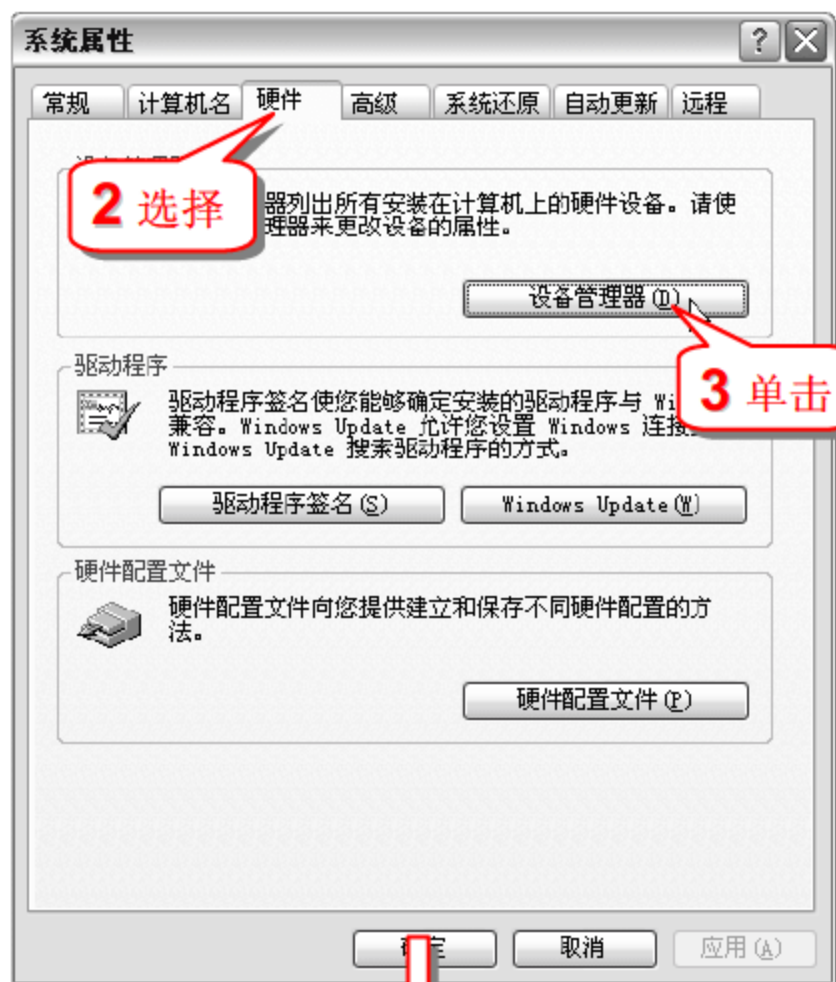 系统属性
常规 计算机名 硬件 高级 系统还原 自动更新 远程
2 选择
器列出所有安装在计算机上的硬件设备。请使
理器来更改设备的属性。
设备管理器(D)
3 单击
驱动程序
驱动程序签名使您能够确定安装的驱动程序与 Wi
兼容。Windows Update 允许您设置 Windows 连接
Windows Update 搜索驱动程序的方式。
驱动程序签名(S) Windows Update(W)
硬件配置文件
硬件配置文件向您提供建立和保存不同硬件配置的方
法。
硬件配置文件(P)
取消 应用(A)